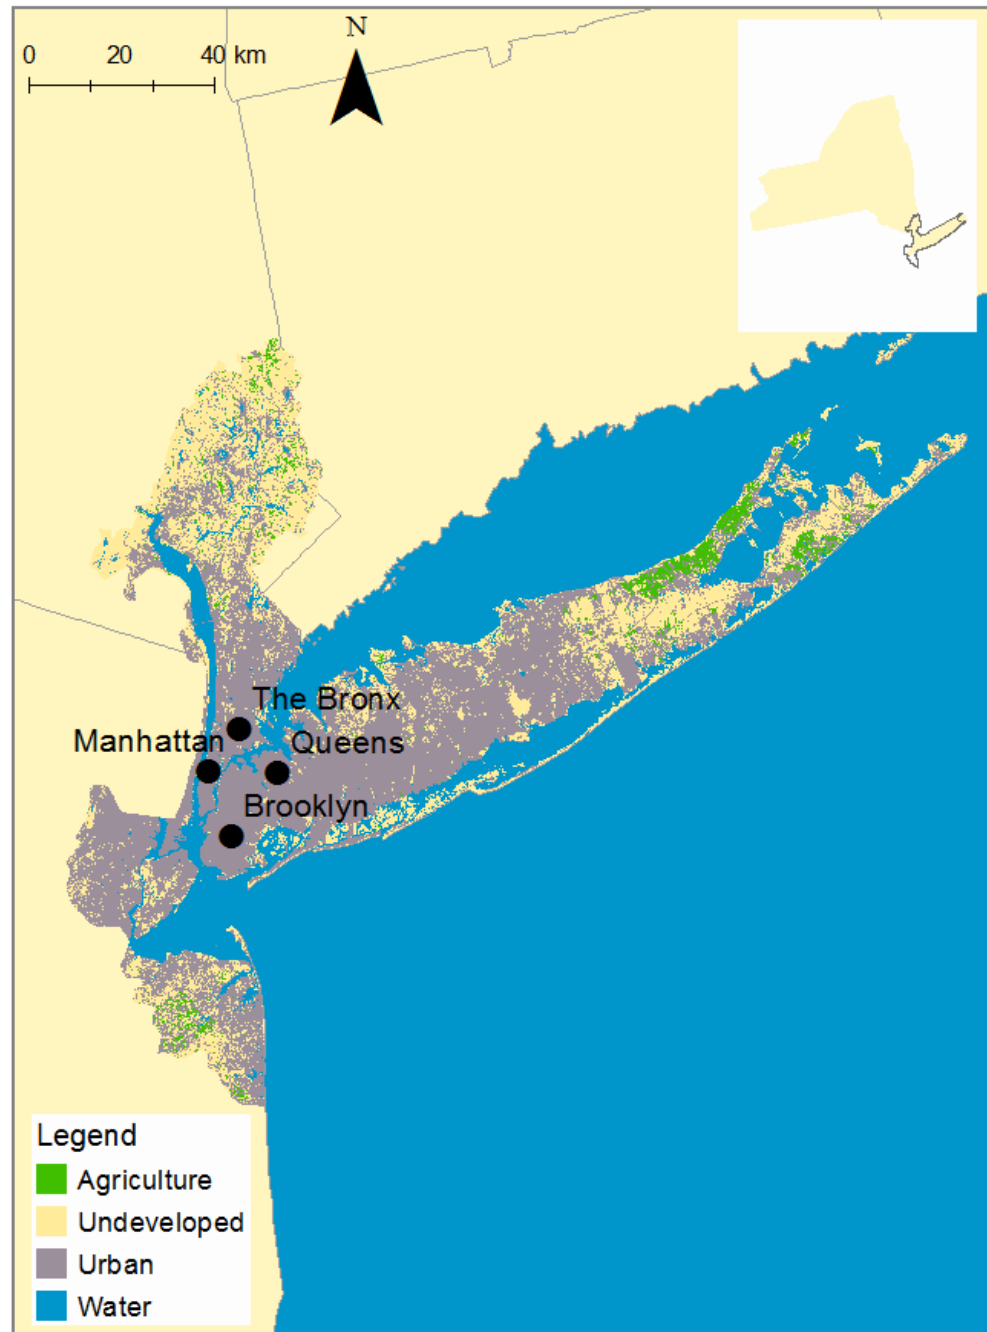 N
0 20 40 km
The Bronx
Manhattan
Queens
Brooklyn
Legend
Agriculture
Undeveloped
Urban
Water